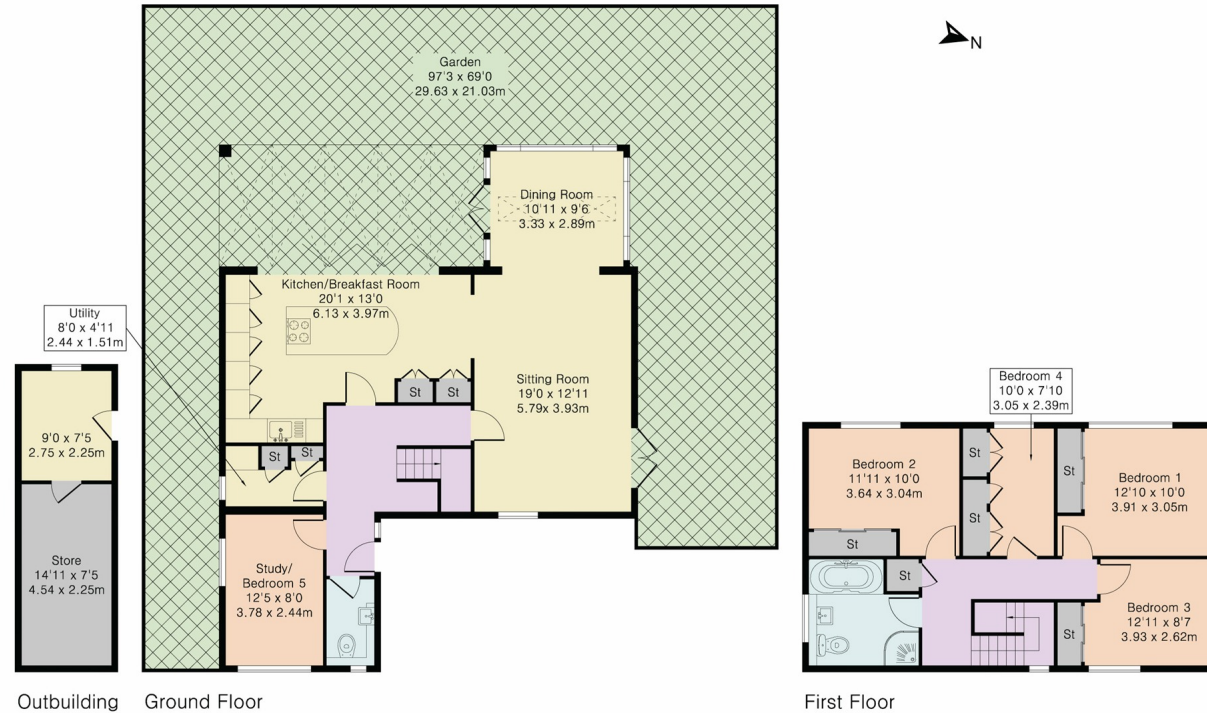 N
Garden
97'3 x 69'0
29.63 x 21.03m
Dining Room
10'11 x 9'6
3.33 x 2.89m
Kitchen/Breakfast Room
20'1 x 13'0
6.13 x 3.97m
Utility
8'0 x 4'11
2.44 x 1.51m
St
St
Sitting Room
19'0 x 12'11
5.79x 3.93m
St
St
Study/
Bedroom 5
12'5 x 8'0
3.78 x 2.44m
9'0 x 7'5
2.75 x 2.25m
Store
14'11 x 7'5
4.54 x 2.25m
Bedroom 4
10'0 x 7'10
3.05 x 2.39m
Bedroom 2
11'11 x 10'0
3.64 x 3.04m
St
St
St
St
Bedroom 1
12'10 x 10'0
3.91 x 3.05m
St
Bedroom 3
12'11 x 8'7
3.93 x 2.62m
St
Outbuilding
Ground Floor
First Floor